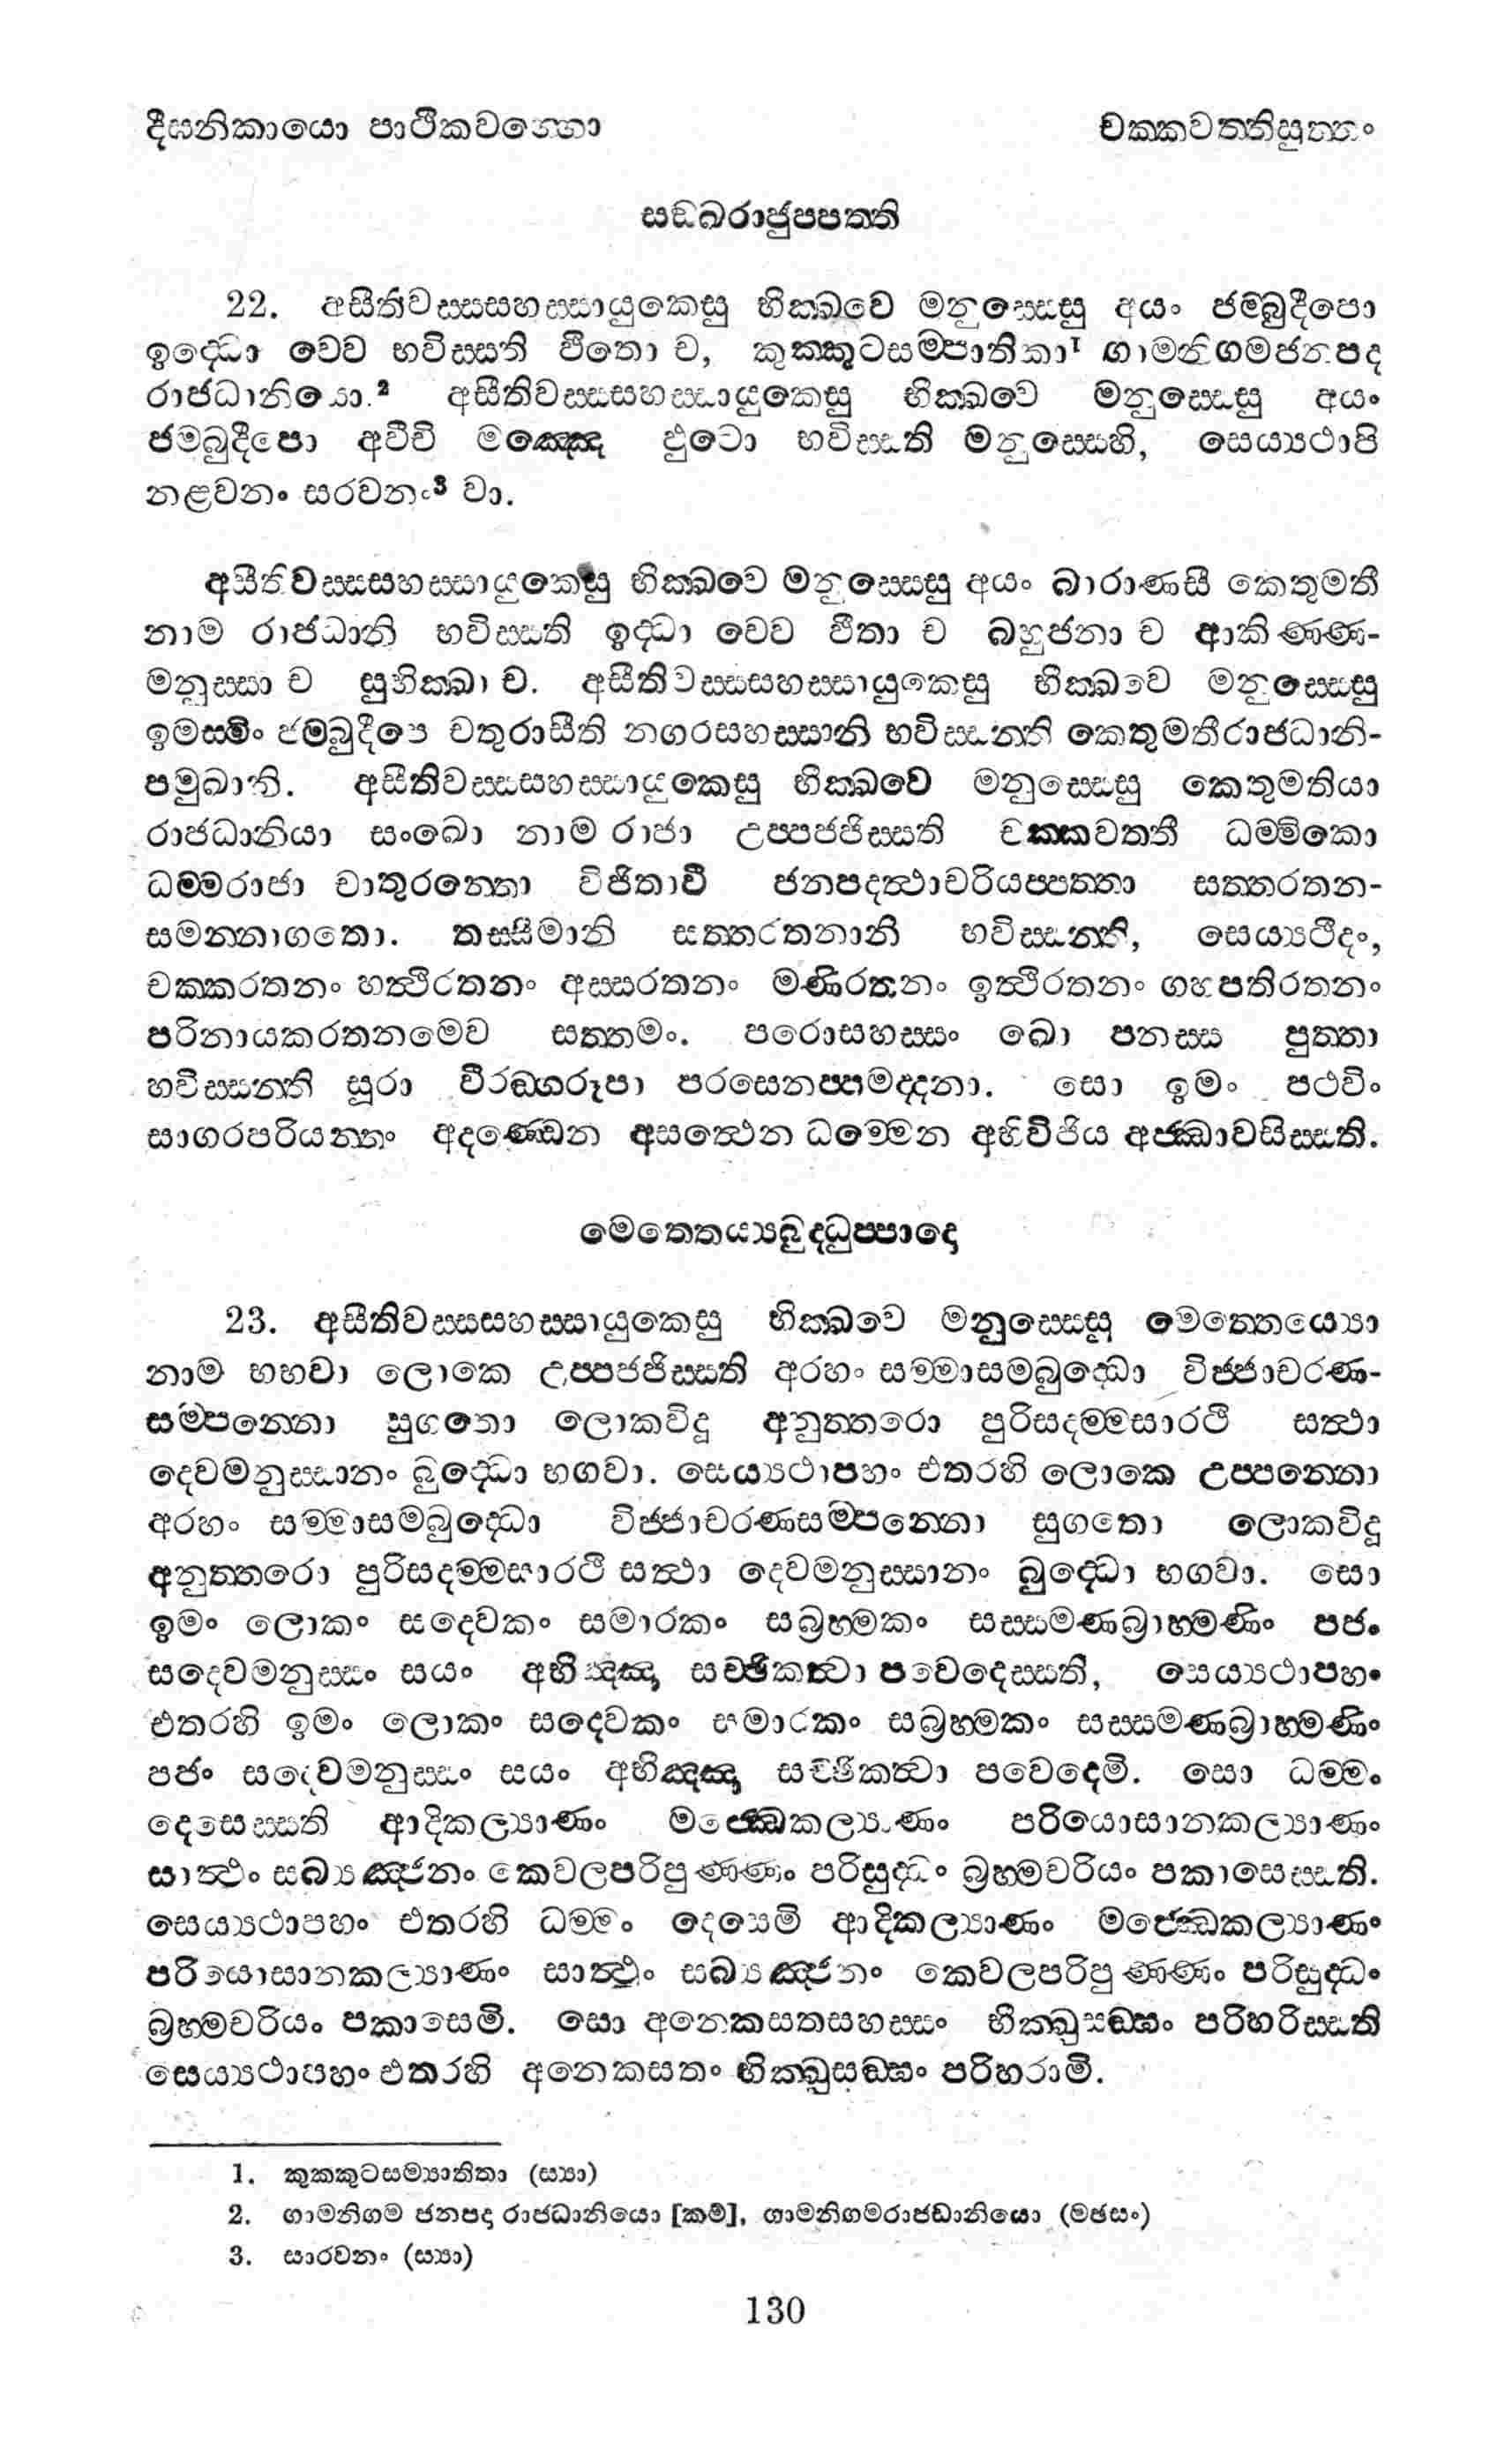 දීඝනිකායො පාථිකවග්ගො චක්කවත්තිසුත්තං
සඞ්ඛරාජුප්පත්ති
22. අසීතිවස්සසහස්සායුකෙසු භික්ඛවෙ මනුස්සෙසු අයං ජම්බුදීපො
ඉද්ධො චෙව භවිස්සති ඵීතො ච, කුක්කුටසම්පාතිකා¹ ගාමනිගමජනපද
රාජධානියො.² අසීතිවස්සසහස්සායුකෙසු භික්ඛවෙ මනුස්සෙසු අයං
ජම්බුදීපො අවීචි මඤ්ඤෙ ඵුටො භවිස්සති මනුස්සෙහි, සෙය්‍යථාපි
නළවනං සරවනං³ වා.
අසීතිවස්සසහස්සායුකෙසු භික්ඛවෙ මනුස්සෙසු අයං බාරාණසී කෙතුමතී
නාම රාජධානි භවිස්සති ඉද්ධා චෙව ඵීතා ච බහුජනා ච ආකිණ්ණ-
මනුස්සා ච සුභික්ඛා ච. අසීතිවස්සසහස්සායුකෙසු භික්ඛවෙ මනුස්සෙසු
ඉමස්මිං ජම්බුදීපෙ චතුරාසීති නගරසහස්සානි භවිස්සන්ති කෙතුමතීරාජධානි-
පමුඛානි. අසීතිවස්සසහස්සායුකෙසු භික්ඛවෙ මනුස්සෙසු කෙතුමතියා
රාජධානියා සංඛො නාම රාජා උප්පජ්ජිස්සති චක්කවත්තී ධම්මිකො
ධම්මරාජා චාතුරන්තො විජිතාවී ජනපදත්ථාචරියප්පත්තා සත්තරතන-
සමන්නාගතො. තස්සීමානි සත්තරතනානි භවිස්සන්ති, සෙය්‍යථීදං,
චක්කරතනං හත්ථිරතනං අස්සරතනං මණිරතනං ඉත්ථිරතනං ගහපතිරතනං
පරිනායකරතනමෙව සත්තමං. පරොසහස්සං ඛො පනස්ස පුත්තා
භවිස්සන්ති සූරා වීරඞ්ගරූපා පරසෙනප්පමද්දනා. සො ඉමං පථවිං
සාගරපරියන්තං අදණ්ඩෙන අසත්ථෙන ධම්මෙන අභිවිජිය අජ්ඣාවසිස්සති.
මෙත්තෙය්‍යබුද්ධුප්පාදො
23. අසීතිවස්සසහස්සායුකෙසු භික්ඛවෙ මනුස්සෙසු මෙත්තෙය්‍යො
නාම භහවා ලොකෙ උප්පජ්ජිස්සති අරහං සම්මාසම්බුද්ධො විජ්ජාචරණ-
සම්පන්නො සුගතො ලොකවිදූ අනුත්තරො පුරිසදම්මසාරථි සත්ථා
දෙවමනුස්සානං බුද්ධො භගවා. සෙය්‍යථාපහං එතරහි ලොකෙ උප්පන්නො
අරහං සම්මාසම්බුද්ධො විජ්ජාචරණසම්පන්නො සුගතො ලොකවිදූ
අනුත්තරො පුරිසදම්මසාරථි සත්ථා දෙවමනුස්සානං බුද්ධො භගවා. සො
ඉමං ලොකං සදෙවකං සමාරකං සබ්‍රහ්මකං සස්සමණබ්‍රාහ්මණිං පජං
සදෙවමනුස්සං සයං අභිඤ්ඤා සච්ඡිකත්වා පවෙදෙස්සති, සෙය්‍යථාපහං
එතරහි ඉමං ලොකං සදෙවකං සමාරකං සබ්‍රහ්මකං සස්සමණබ්‍රාහ්මණිං
පජං සදෙවමනුස්සං සයං අභිඤ්ඤා සච්ඡිකත්වා පවෙදෙමි. සො ධම්මං
දෙසෙස්සති ආදිකල්‍යාණං මජ්ඣෙකල්‍යාණං පරියොසානකල්‍යාණං
සාත්ථං සබ්‍යඤ්ජනං කෙවලපරිපුණ්ණං පරිසුද්ධං බ්‍රහ්මචරියං පකාසෙස්සති.
සෙය්‍යථාපහං එතරහි ධම්මං දෙසෙමි ආදිකල්‍යාණං මජ්ඣෙකල්‍යාණං
පරියොසානකල්‍යාණං සාත්ථං සබ්‍යඤ්ජනං කෙවලපරිපුණ්ණං පරිසුද්ධං
බ්‍රහ්මචරියං පකාසෙමි. සො අනෙකසතසහස්සං භික්ඛුසඞ්ඝං පරිහරිස්සති
සෙය්‍යථාපහං එතරහි අනෙකසතං භික්ඛුසඞ්ඝං පරිහරාමි.
1. කුක්කුටසම්‍යාතිතා (ස්‍යා)
2. ගාමනිගම ජනපදා රාජධානියො [කම්], ගාමනිගමරාජඩානියො (මඡසං)
3. සාරවනං (ස්‍යා)
130